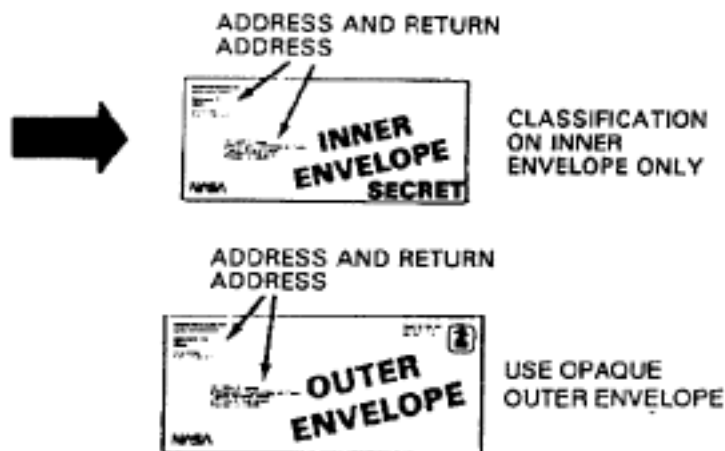 ADDRESS AND RETURN
ADDRESS
INNER
ENVELOPE
SECRET
NASA
CLASSIFICATION
ON INNER
ENVELOPE ONLY
ADDRESS AND RETURN
ADDRESS
OUTER
ENVELOPE
NASA
USE OPAQUE
OUTER ENVELOPE